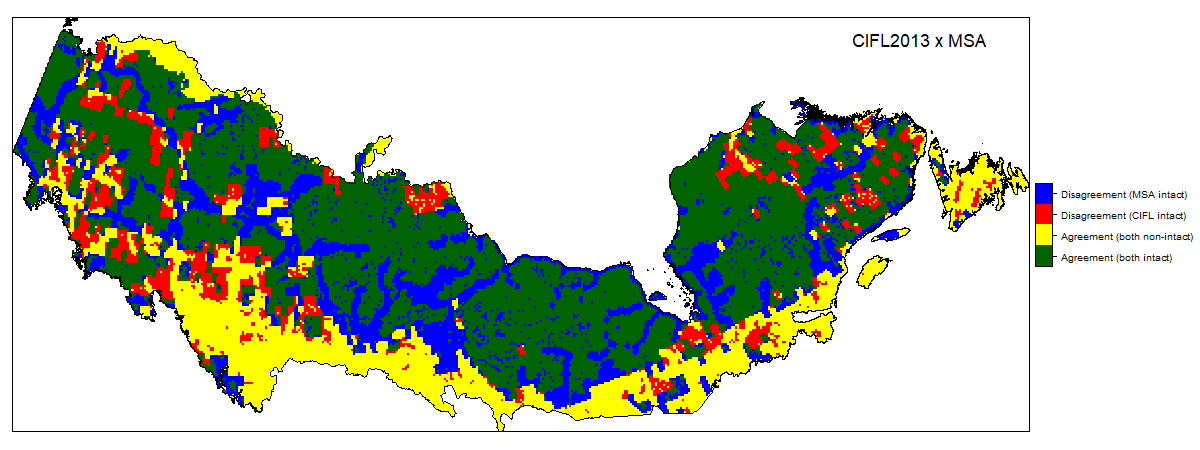 CIFL2013 x MSA
Disagreement (MSA intact)
Disagreement (CIFL intact)
Agreement (both non-intact)
Agreement (both intact)